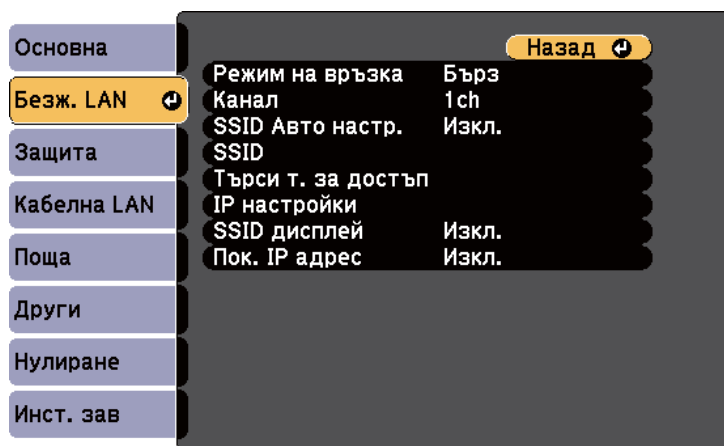 Основна
Безж. LAN
Защита
Кабелна LAN
Поща
Други
Нулиране
Инст. зав
Назад
Режим на връзка Бърз
Канал 1ch
SSID Авто настр. Изкл.
SSID
Търси т. за достъп
IP настройки
SSID дисплей Изкл.
Пок. IP адрес Изкл.